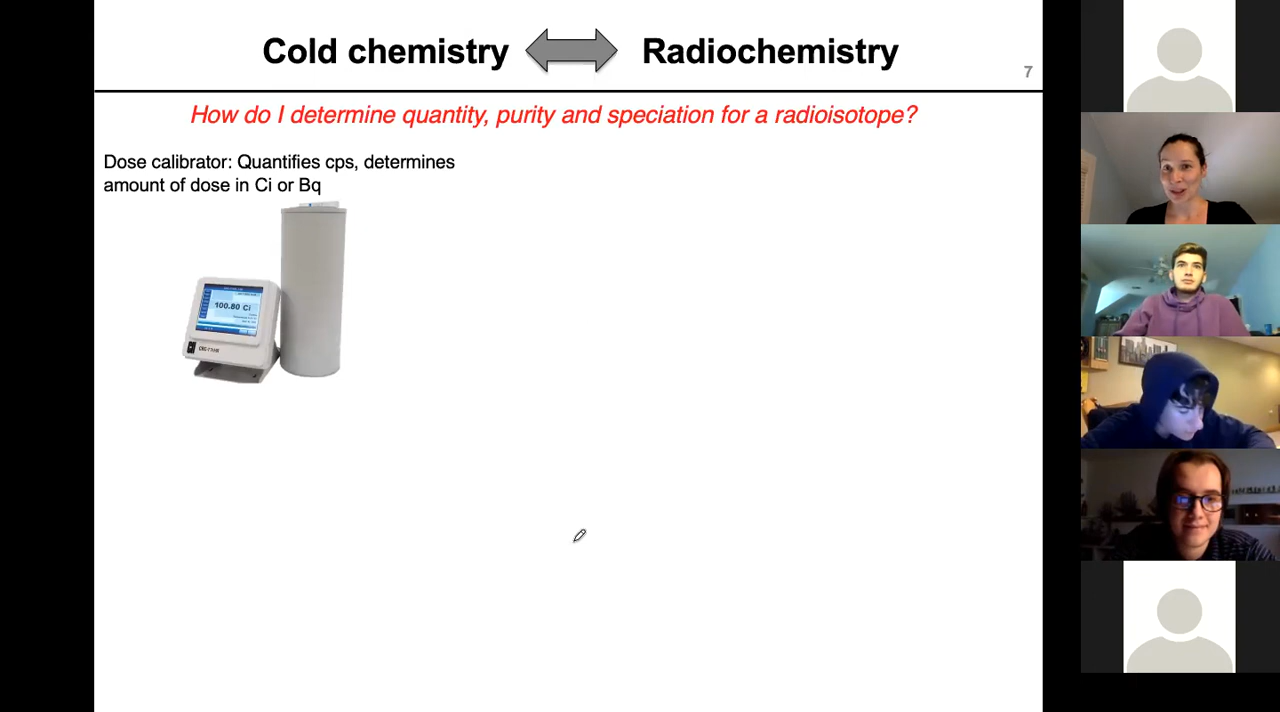 Cold chemistry
Radiochemistry
7
How do I determine quantity, purity and speciation for a radioisotope?
Dose calibrator: Quantifies cps, determines
amount of dose in Ci or Bq
100.80 Ci